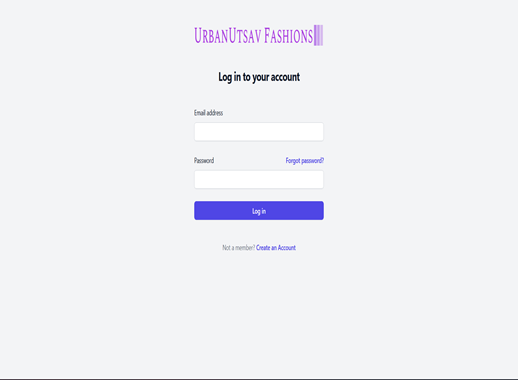 UrbanUtsav Fashions
Log in to your account
Email address
Password Forgot password?
Log in
Not a member? Create an Account